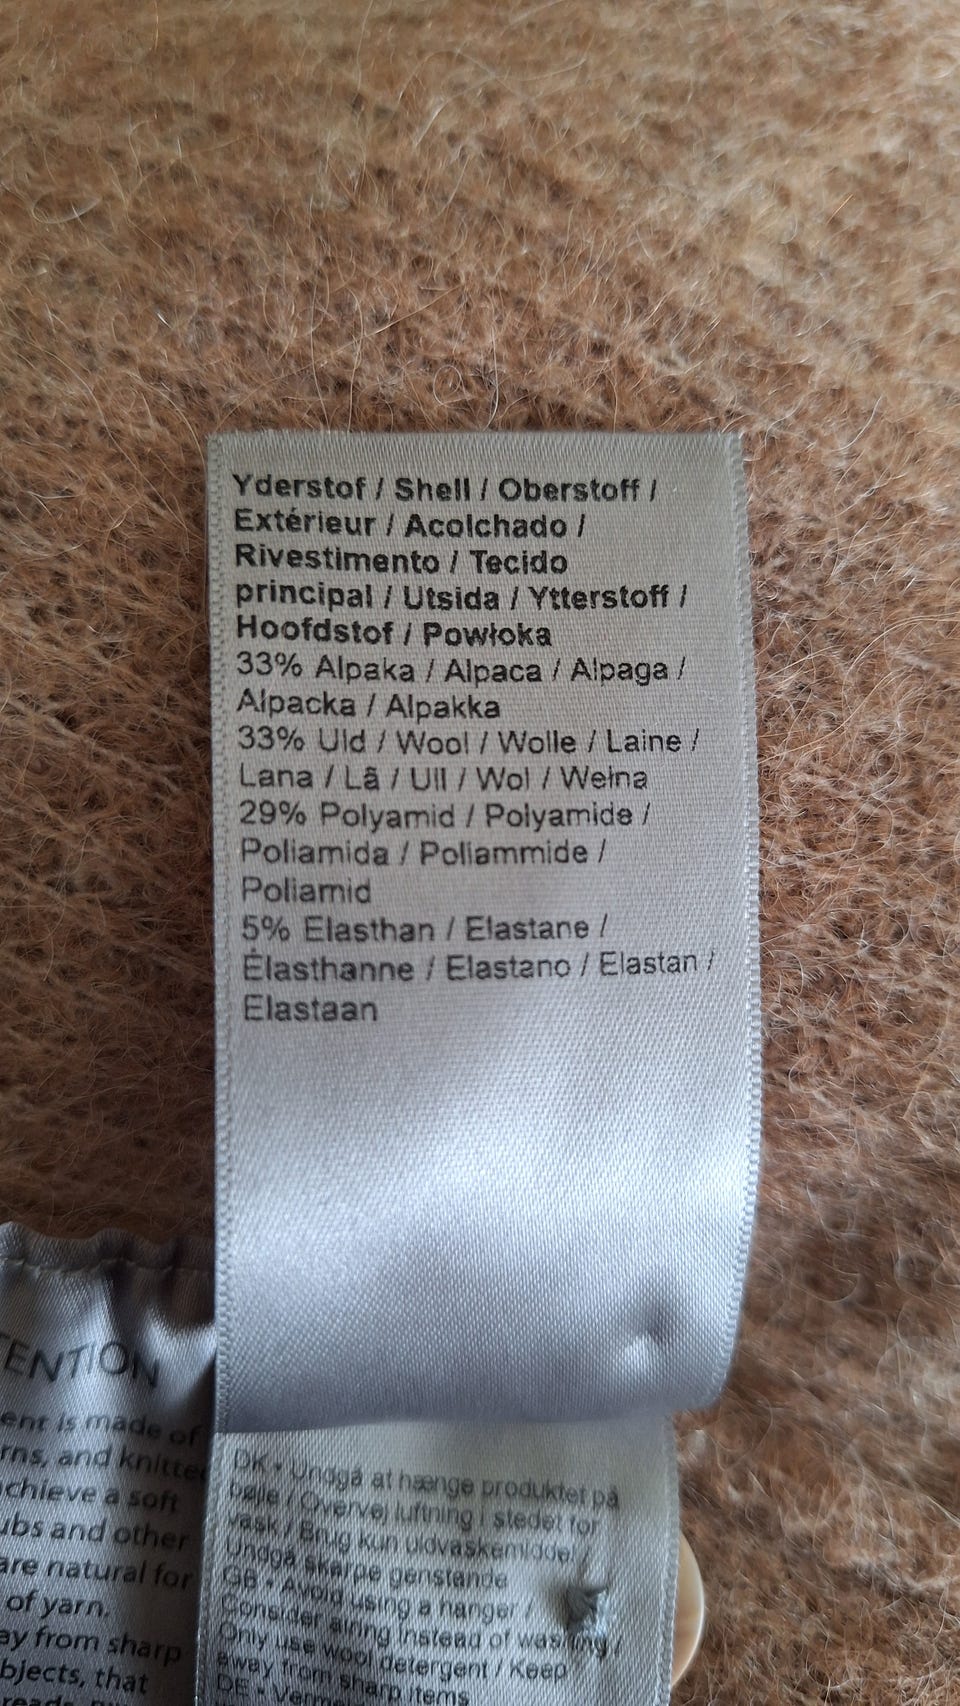 Yderstof / Shell / Oberstoff /
Extérieur / Acolchado /
Rivestimento / Tecido
principal / Utsida / Ytterstoff /
Hoofdstof / Powłoka
33% Alpaka / Alpaca / Alpaga /
Alpacka / Alpakka
33% Uld / Wool / Wolle / Laine /
Lana / Lã / Ull / Wol / Wełna
29% Polyamid / Polyamide /
Poliamida / Poliammide /
Poliamid
5% Elasthan / Elastane /
Élasthanne / Elastano / Elastan /
Elastaan
TENTION
ent is made of
rns, and knitted
achieve a soft
ubs and other
are natural for
of yarn.
ay from sharp
bjects, that
DK • Undgå at hænge produktet på
bøjle / Overvej luftning i stedet for
vask / Brug kun uldvaskemiddel /
Undgå skarpe genstande
GB • Avoid using a hanger /
Consider airing instead of washing /
Only use wool detergent / Keep
away from sharp items
DE •